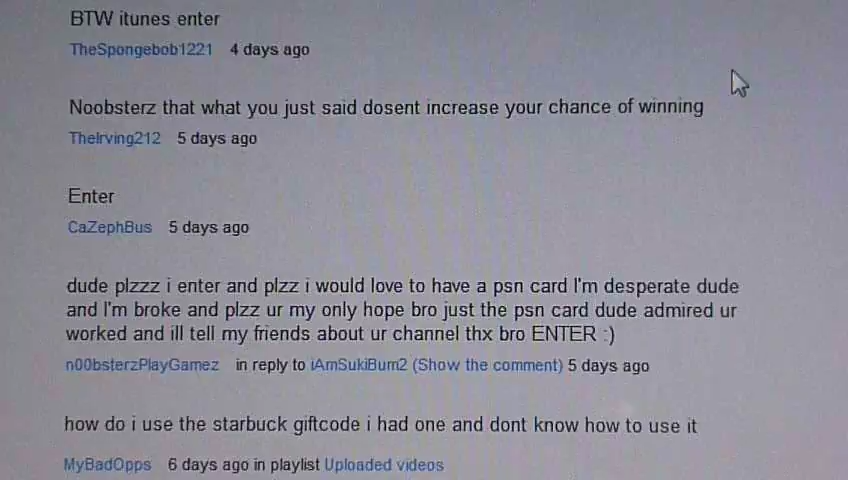 BTW itunes enter
TheSpongebob1221 4 days ago
Noobsterz that what you just said dosent increase your chance of winning
TheIrving212 5 days ago
Enter
CaZephBus 5 days ago
dude plzzz i enter and plzz i would love to have a psn card I'm desperate dude
and I'm broke and plzz ur my only hope bro just the psn card dude admired ur
worked and ill tell my friends about ur channel thx bro ENTER :)
n00bsterzPlayGamez in reply to iAmSukiBum2 (Show the comment) 5 days ago
how do i use the starbuck giftcode i had one and dont know how to use it
MyBadOpps 6 days ago in playlist Uploaded videos